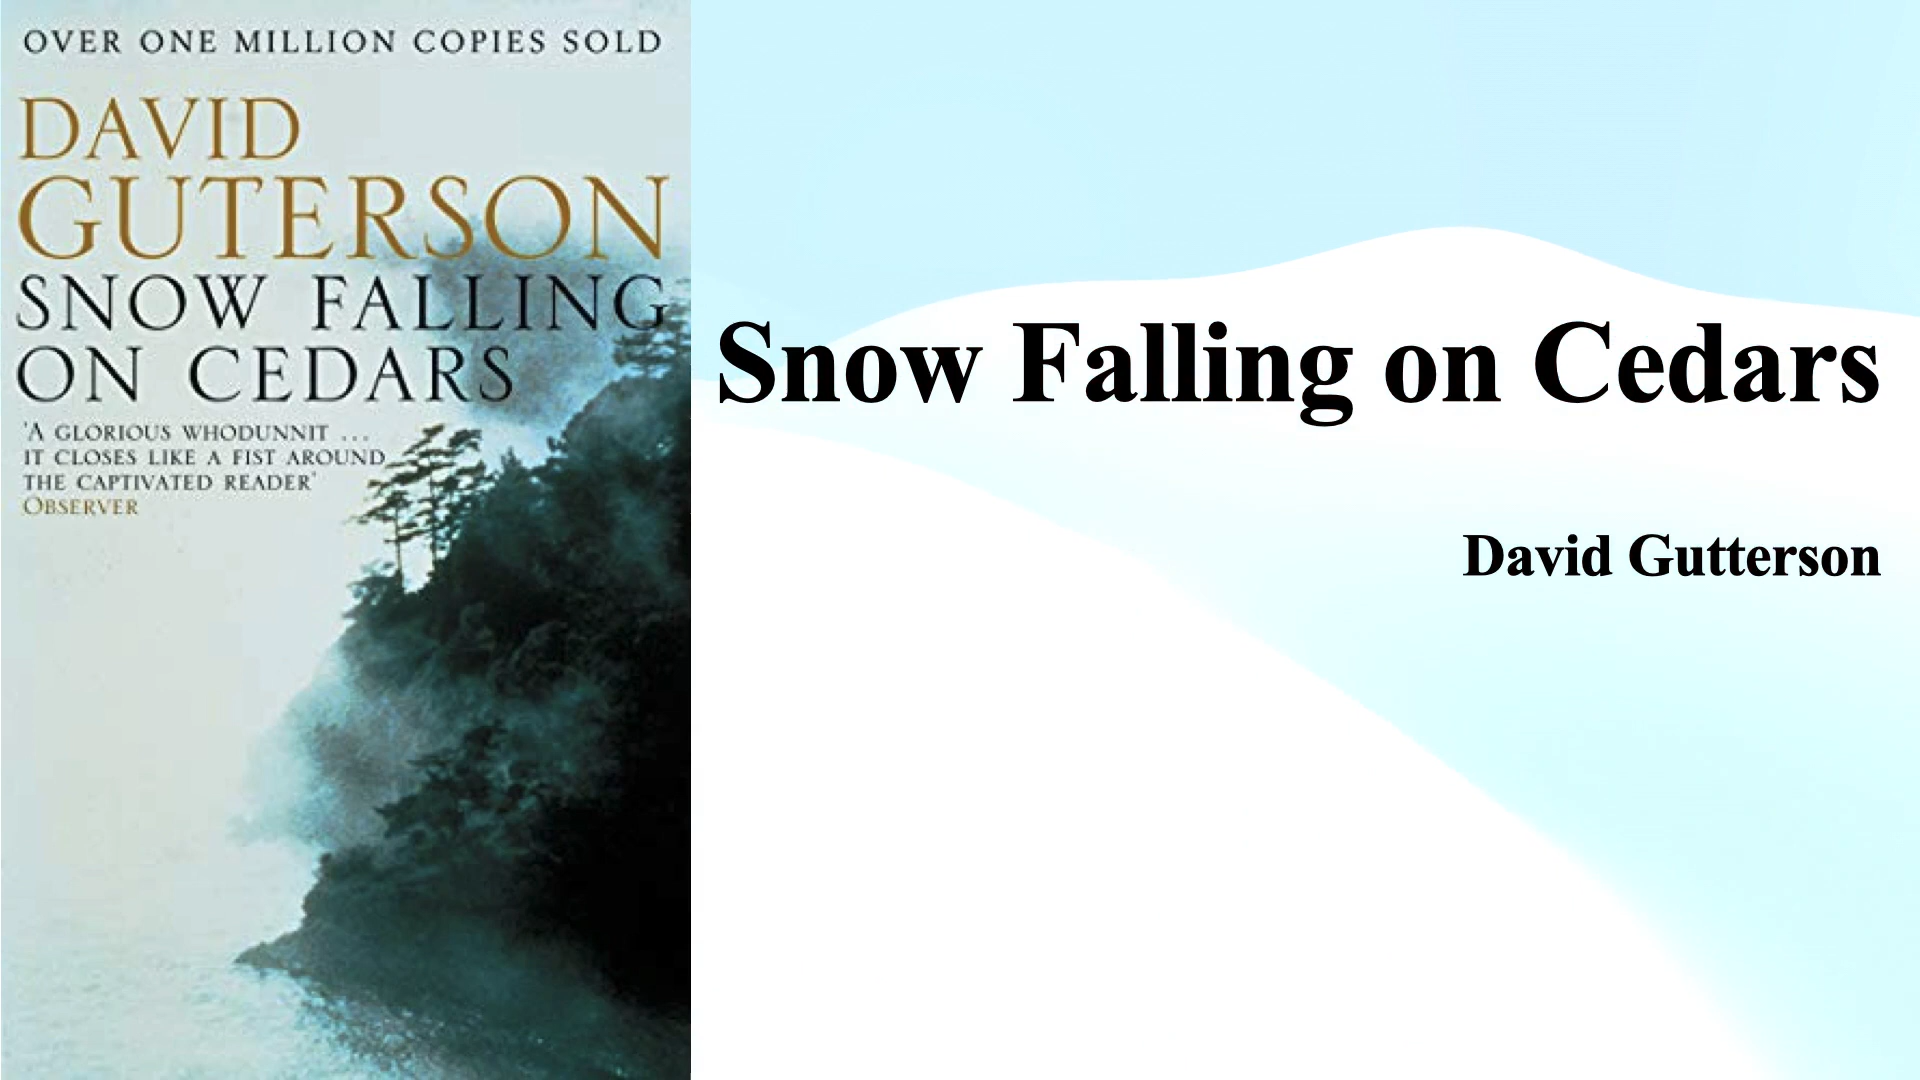 OVER ONE MILLION COPIES SOLD
DAVID
GUTERSON
SNOW FALLING
ON CEDARS
'A GLORIOUS WHODUNNIT ...
IT CLOSES LIKE A FIST AROUND
THE CAPTIVATED READER'
OBSERVER
Snow Falling on Cedars
David Gutterson